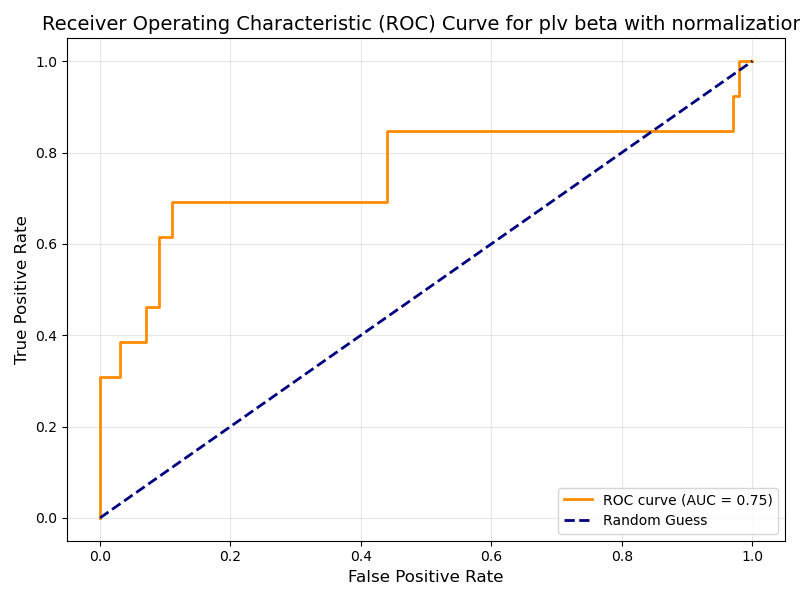 Receiver Operating Characteristic (ROC) Curve for plv beta with normalization
1.0
0.8
0.6
0.4
0.2
0.0
True Positive Rate
0.0 0.2 0.4 0.6 0.8 1.0
False Positive Rate
ROC curve (AUC = 0.75)
Random Guess